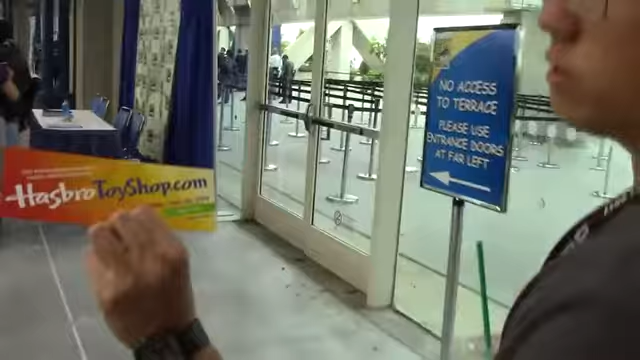 HasbroToyShop.com
NO ACCESS
TO TERRACE
PLEASE USE
ENTRANCE DOORS
AT FAR LEFT